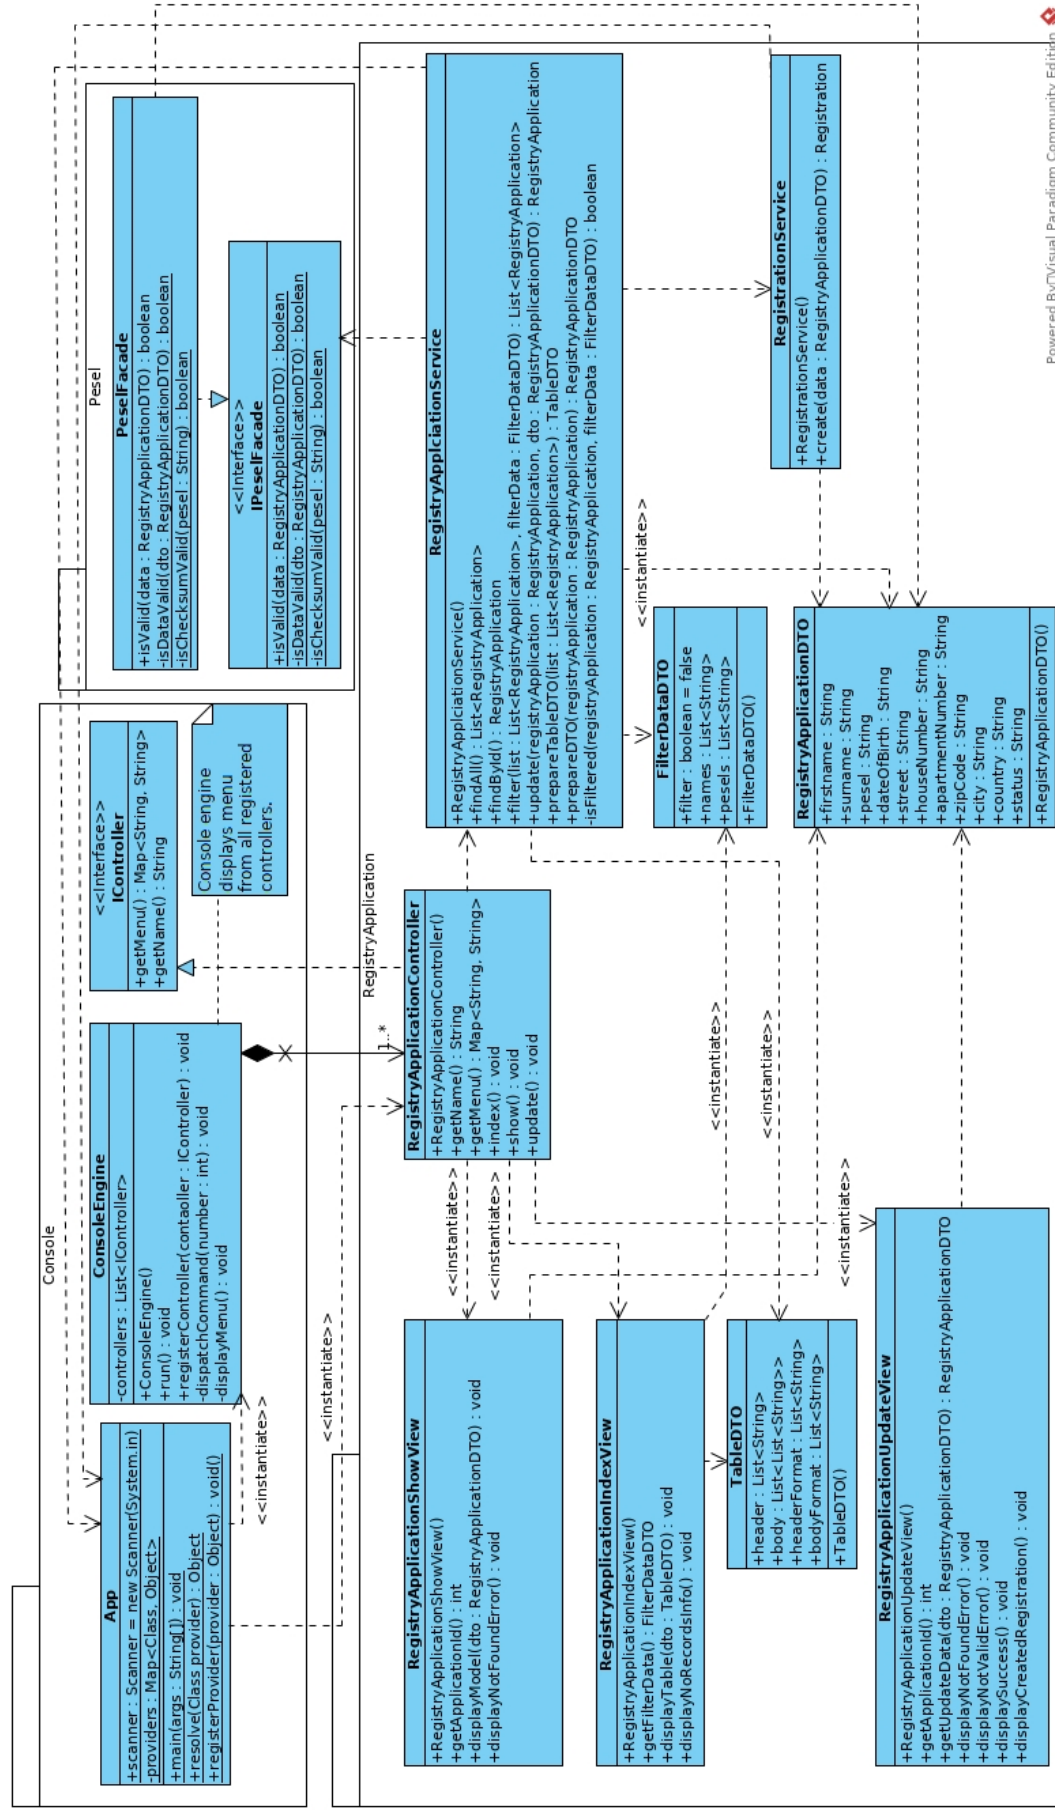 Console
App
+scanner : Scanner = new Scanner(System.in)
-providers : Map<Class, Object>
+main(args : String[]) : void
+resolve(Class provider) : Object
+registerProvider(provider : Object) : void()
<<instantiate>>
ConsoleEngine
-controllers : List<IController>
+ConsoleEngine()
+run() : void
+registerController(contaoller : IController) : void
-dispatchCommand(number : int) : void
-displayMenu() : void
<<Interface>>
IController
+getMenu() : Map<String, String>
+getName() : String
Console engine
displays menu
from all registered
controllers.
Pesel
PeselFacade
+isValid(data : RegistryApplicationDTO) : boolean
-isDataValid(dto : RegistryApplicationDTO) : boolean
-isChecksumValid(pesel : String) : boolean
<<Interface>>
IPeselFacade
+isValid(data : RegistryApplicationDTO) : boolean
-isDataValid(dto : RegistryApplicationDTO) : boolean
-isChecksumValid(pesel : String) : boolean
<<instantiate>>
RegistryApplication
1..*
RegistryApplicationController
+RegistryApplicationController()
+getName() : String
+getMenu() : Map<String, String>
+index() : void
+show() : void
+update() : void
RegistryApplciationService
+RegistryApplciationService()
+findAll() : List<RegistryApplication>
+findById() : RegistryApplication
+filter(list : List<RegistryApplication>, filterData : FilterDataDTO) : List<RegistryApplication>
+update(registryApplication : RegistryApplication, dto : RegistryApplicationDTO) : RegistryApplication
+prepareTableDTO(list : List<RegistryApplication>) : TableDTO
+prepareDTO(registryApplication : RegistryApplication) : RegistryApplicationDTO
-isFiltered(registryApplication : RegistryApplication, filterData : FilterDataDTO) : boolean
RegistryApplicationShowView
+RegistryApplicationShowView()
+getApplicationId() : int
+displayModel(dto : RegistryApplicationDTO) : void
+displayNotFoundError() : void
<<instantiate>>
<<instantiate>>
RegistryApplicationIndexView
+RegistryApplicationIndexView()
+getFilterData() : FilterDataDTO
+displayTable(dto : TableDTO) : void
+displayNoRecordsInfo() : void
<<instantiate>>
<<instantiate>>
<<instantiate>>
FilterDataDTO
+filter : boolean = false
+names : List<String>
+pesels : List<String>
+FilterDataDTO()
TableDTO
+header : List<String>
+body : List<List<String>>
+headerFormat : List<String>
+bodyFormat : List<String>
+TableDTO()
<<instantiate>>
RegistrationService
+RegistrationService()
+create(data : RegistryApplicationDTO) : Registration
RegistryApplicationDTO
+firstname : String
+surname : String
+pesel : String
+dateOfBirth : String
+street : String
+houseNumber : String
+apartmentNumber : String
+zipCode : String
+city : String
+country : String
+status : String
+RegistryApplicationDTO()
RegistryApplicationUpdateView
+RegistryApplicationUpdateView()
+getApplicationId() : int
+getUpdateData(dto : RegistryApplicationDTO) : RegistryApplicationDTO
+displayNotFoundError() : void
+displayNotValidError() : void
+displaySuccess() : void
+displayCreatedRegistration() : void
Powered By Visual Paradigm Community Edition